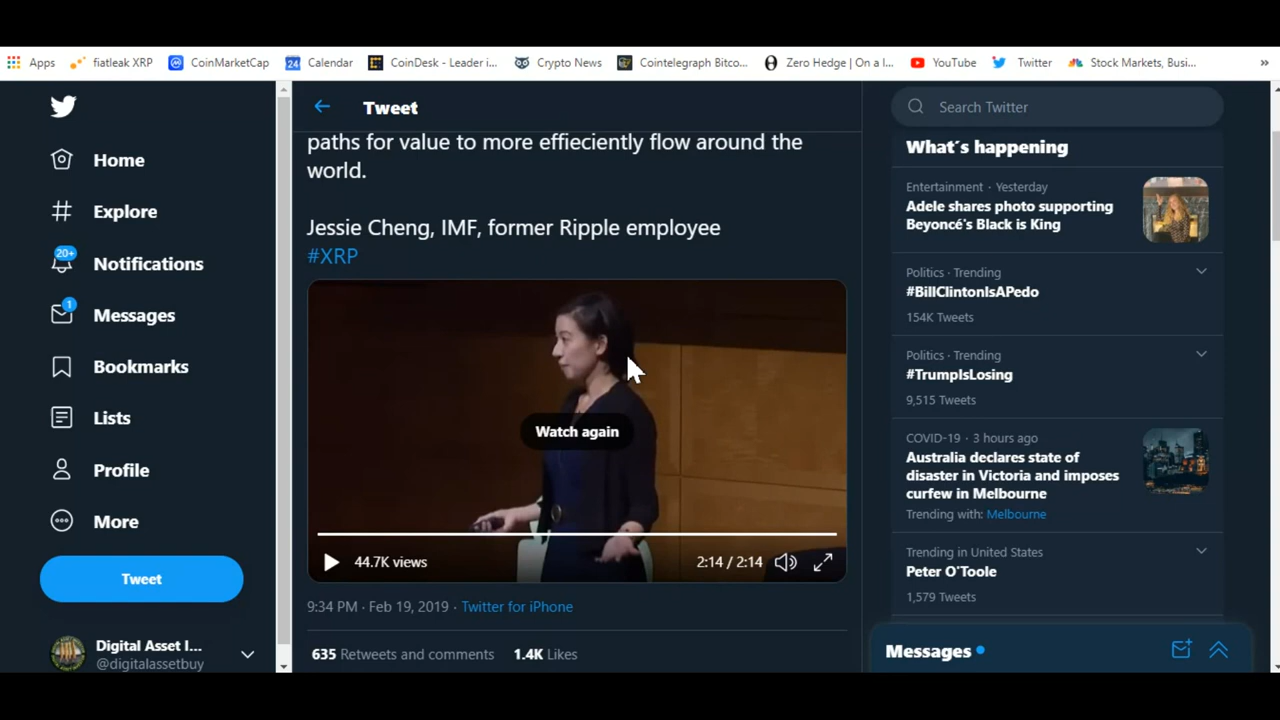 Apps
fiatleak XRP
CoinMarketCap
24
Calendar
CoinDesk - Leader i...
Crypto News
Cointelegraph Bitco...
Zero Hedge | On a l...
YouTube
Twitter
Stock Markets, Busi...
»
Home
Explore
20+
Notifications
1
Messages
Bookmarks
Lists
Profile
More
Tweet
Digital Asset I...
@digitalassetbuy
Tweet
paths for value to more effieciently flow around the
world.
Jessie Cheng, IMF, former Ripple employee
#XRP
Watch again
44.7K views
2:14 / 2:14
9:34 PM · Feb 19, 2019 · Twitter for iPhone
635 Retweets and comments 1.4K Likes
Search Twitter
What´s happening
Entertainment · Yesterday
Adele shares photo supporting
Beyoncé's Black is King
Politics · Trending
#BillClintonIsAPedo
154K Tweets
Politics · Trending
#TrumpIsLosing
9,515 Tweets
COVID-19 · 3 hours ago
Australia declares state of
disaster in Victoria and imposes
curfew in Melbourne
Trending with: Melbourne
Trending in United States
Peter O'Toole
1,579 Tweets
Messages